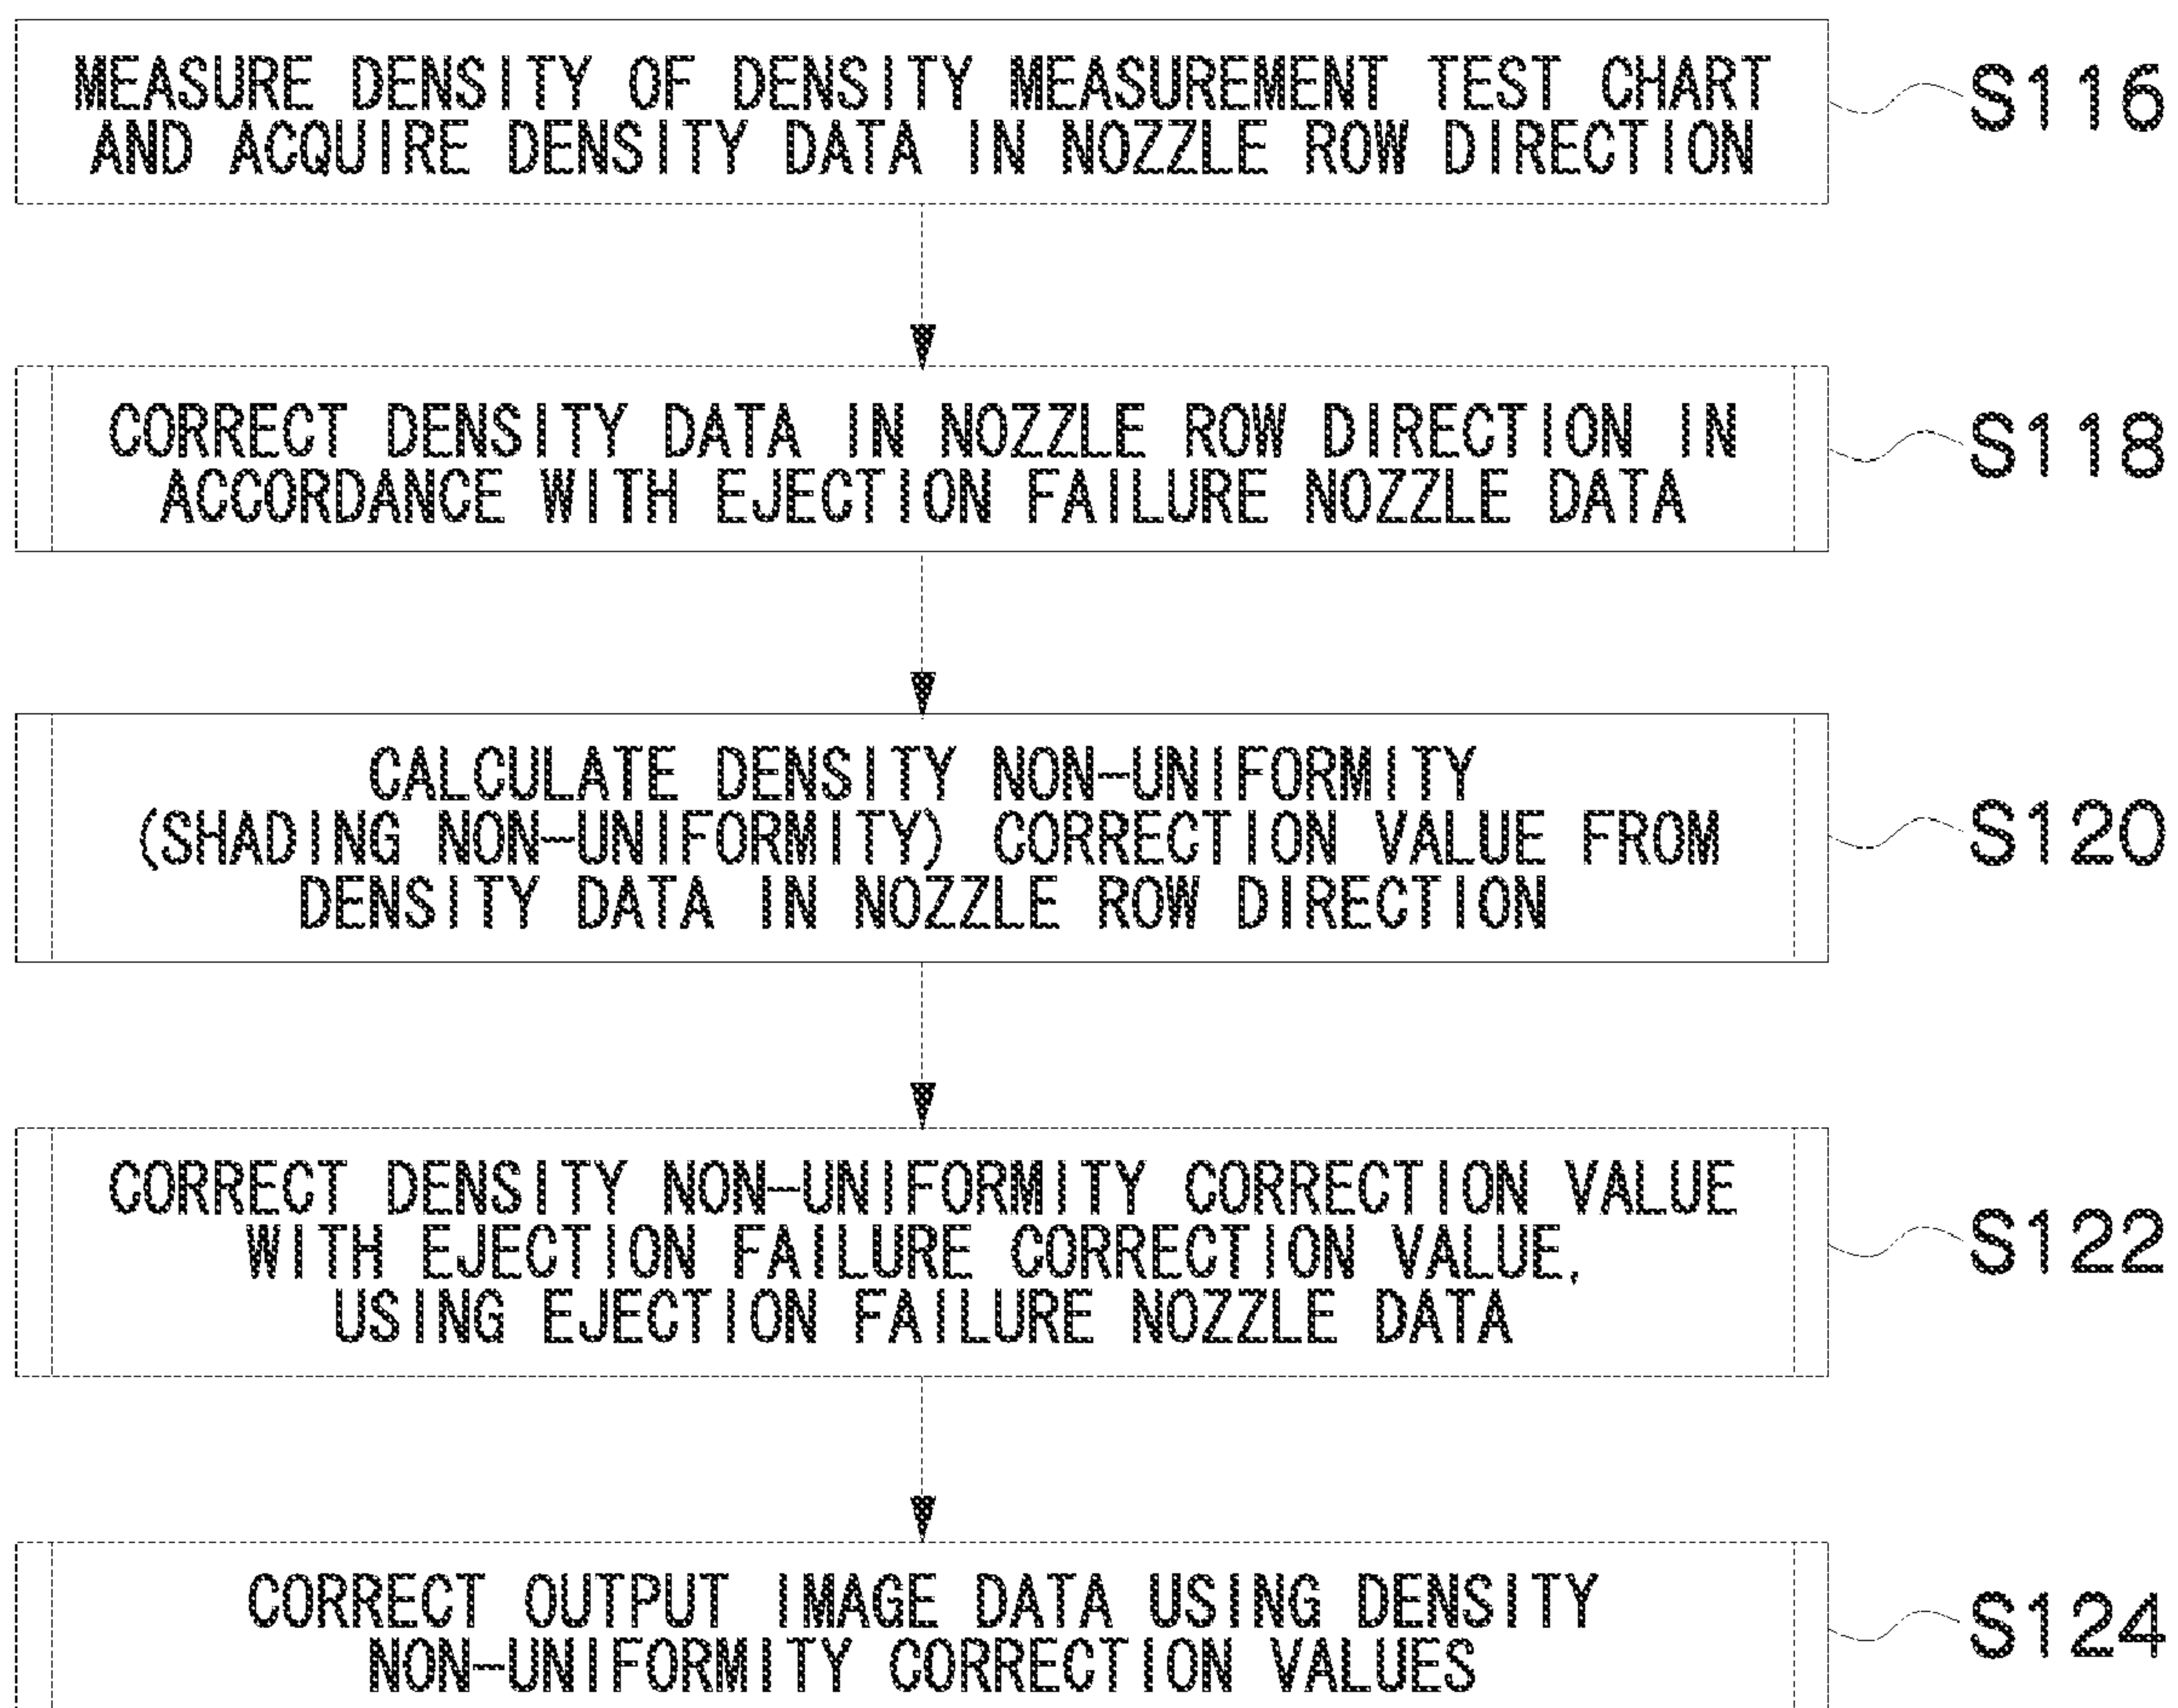 MEASURE DENSITY OF DENSITY MEASUREMENT TEST CHART
AND ACQUIRE DENSITY DATA IN NOZZLE ROW DIRECTION
S116
CORRECT DENSITY DATA IN NOZZLE ROW DIRECTION IN
ACCORDANCE WITH EJECTION FAILURE NOZZLE DATA
S118
CALCULATE DENSITY NON-UNIFORMITY
(SHADING NON-UNIFORMITY) CORRECTION VALUE FROM
DENSITY DATA IN NOZZLE ROW DIRECTION
S120
CORRECT DENSITY NON-UNIFORMITY CORRECTION VALUE
WITH EJECTION FAILURE CORRECTION VALUE,
USING EJECTION FAILURE NOZZLE DATA
S122
CORRECT OUTPUT IMAGE DATA USING DENSITY
NON-UNIFORMITY CORRECTION VALUES
S124